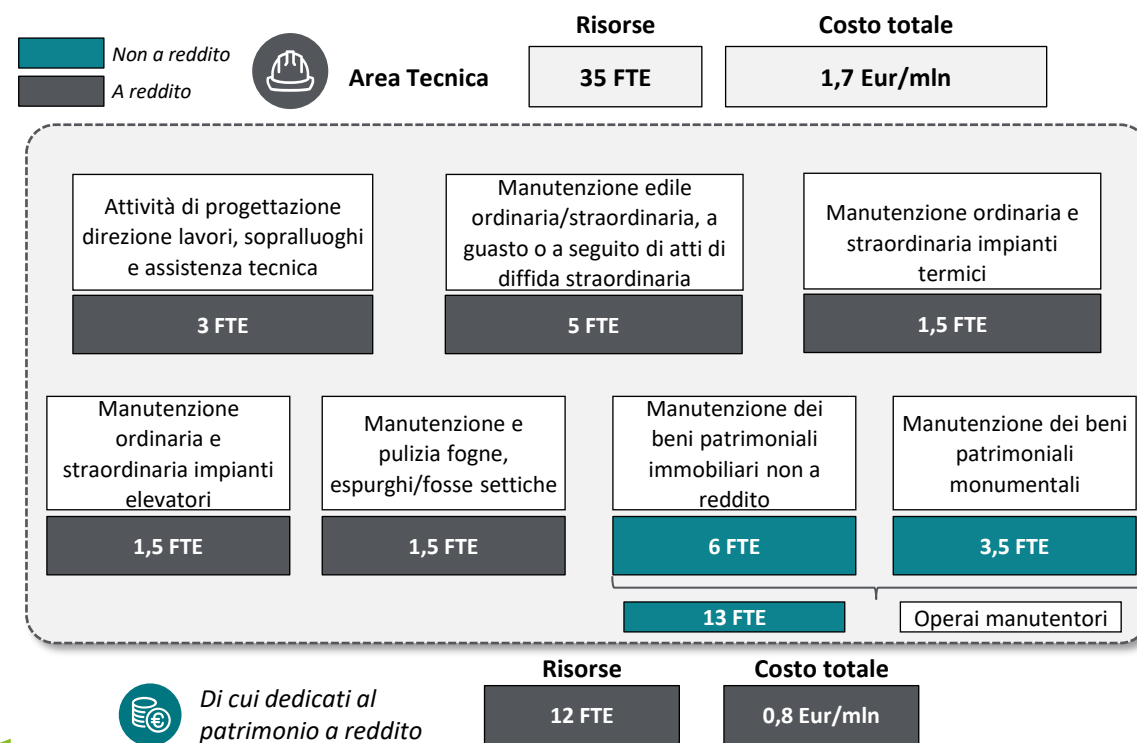 Risorse
Costo totale
Non a reddito
A reddito
Area Tecnica
35 FTE
1,7 Eur/mln
Attività di progettazione
direzione lavori, sopralluoghi
e assistenza tecnica
3 FTE
Manutenzione edile
ordinaria/straordinaria, a
guasto o a seguito di atti di
diffida straordinaria
5 FTE
Manutenzione ordinaria e
straordinaria impianti
termici
1,5 FTE
Manutenzione
ordinaria e
straordinaria impianti
elevatori
1,5 FTE
Manutenzione e
pulizia fogne,
espurghi/fosse settiche
1,5 FTE
Manutenzione dei
beni patrimoniali
immobiliari non a
reddito
6 FTE
Manutenzione dei beni
patrimoniali
monumentali
3,5 FTE
13 FTE
Operai manutentori
Risorse
Costo totale
Di cui dedicati al
patrimonio a reddito
12 FTE
0,8 Eur/mln